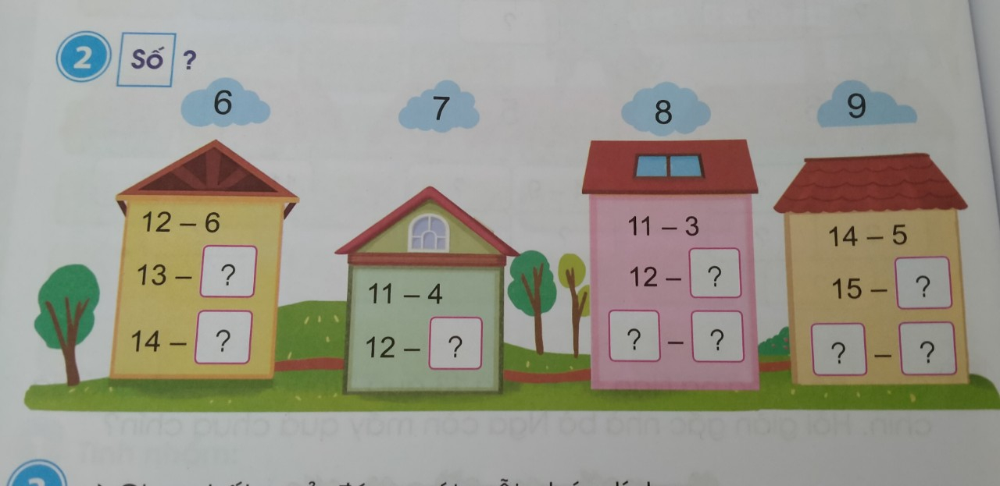 2 Số ?
6
12 – 6
13 – ?
14 – ?
7
11 – 4
12 – ?
8
11 – 3
12 – ?
? – ?
9
14 – 5
15 – ?
? – ?